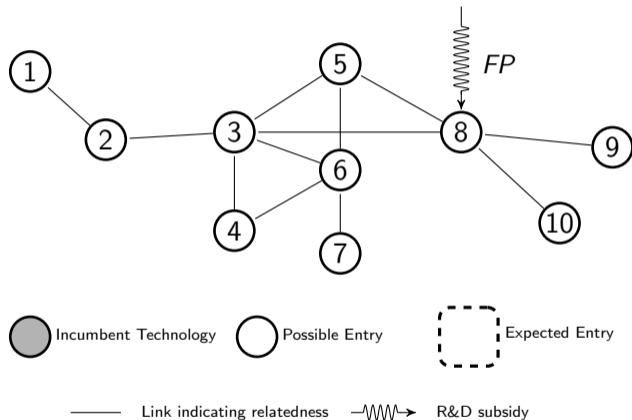 FP
1
5
2
3
8
9
6
4
10
7
Incumbent Technology
Possible Entry
Expected Entry
Link indicating relatedness
R&D subsidy